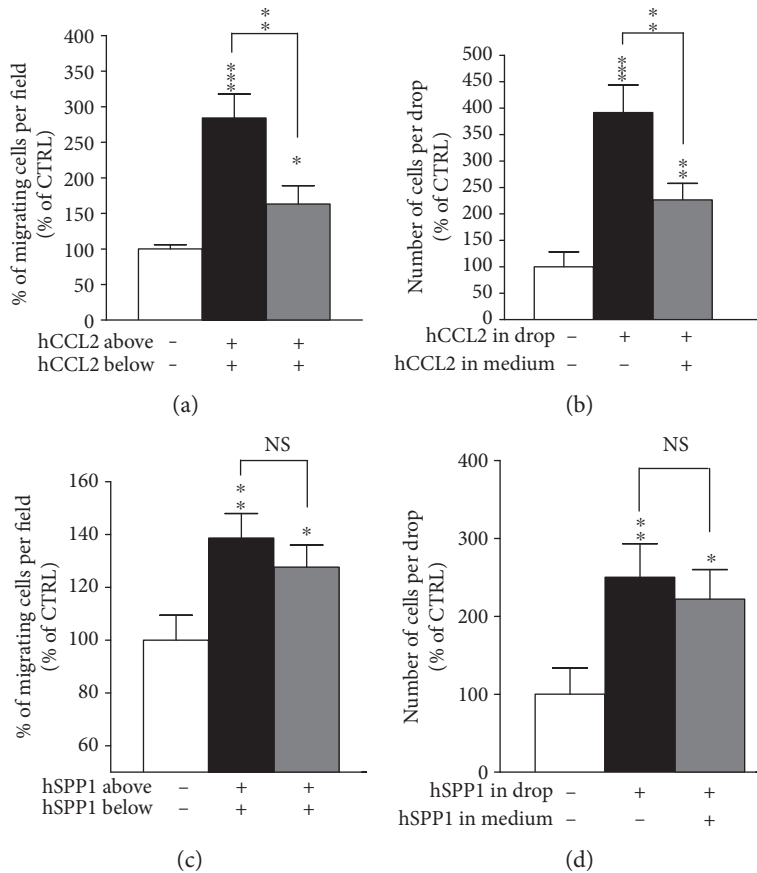 **
% of migrating cells per field
(% of CTRL)
400
350
300
250
200
150
100
50
0
***
*
hCCL2 above – + +
hCCL2 below – + +
(a)
**
Number of cells per drop
(% of CTRL)
500
450
400
350
300
250
200
150
100
50
0
***
**
hCCL2 in drop – + +
hCCL2 in medium – – +
(b)
NS
% of migrating cells per field
(% of CTRL)
160
140
120
100
80
60
**
*
hSPP1 above – + +
hSPP1 below – + +
(c)
NS
Number of cells per drop
(% of CTRL)
400
300
200
100
0
**
*
hSPP1 in drop – + +
hSPP1 in medium – – +
(d)